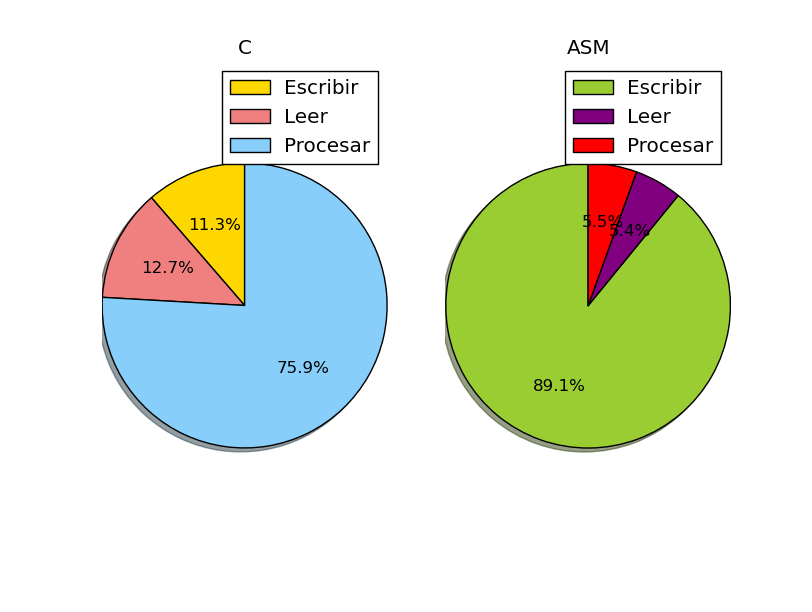 C
Escribir
Leer
Procesar
11.3%
12.7%
75.9%
ASM
Escribir
Leer
Procesar
5.5%
5.4%
89.1%